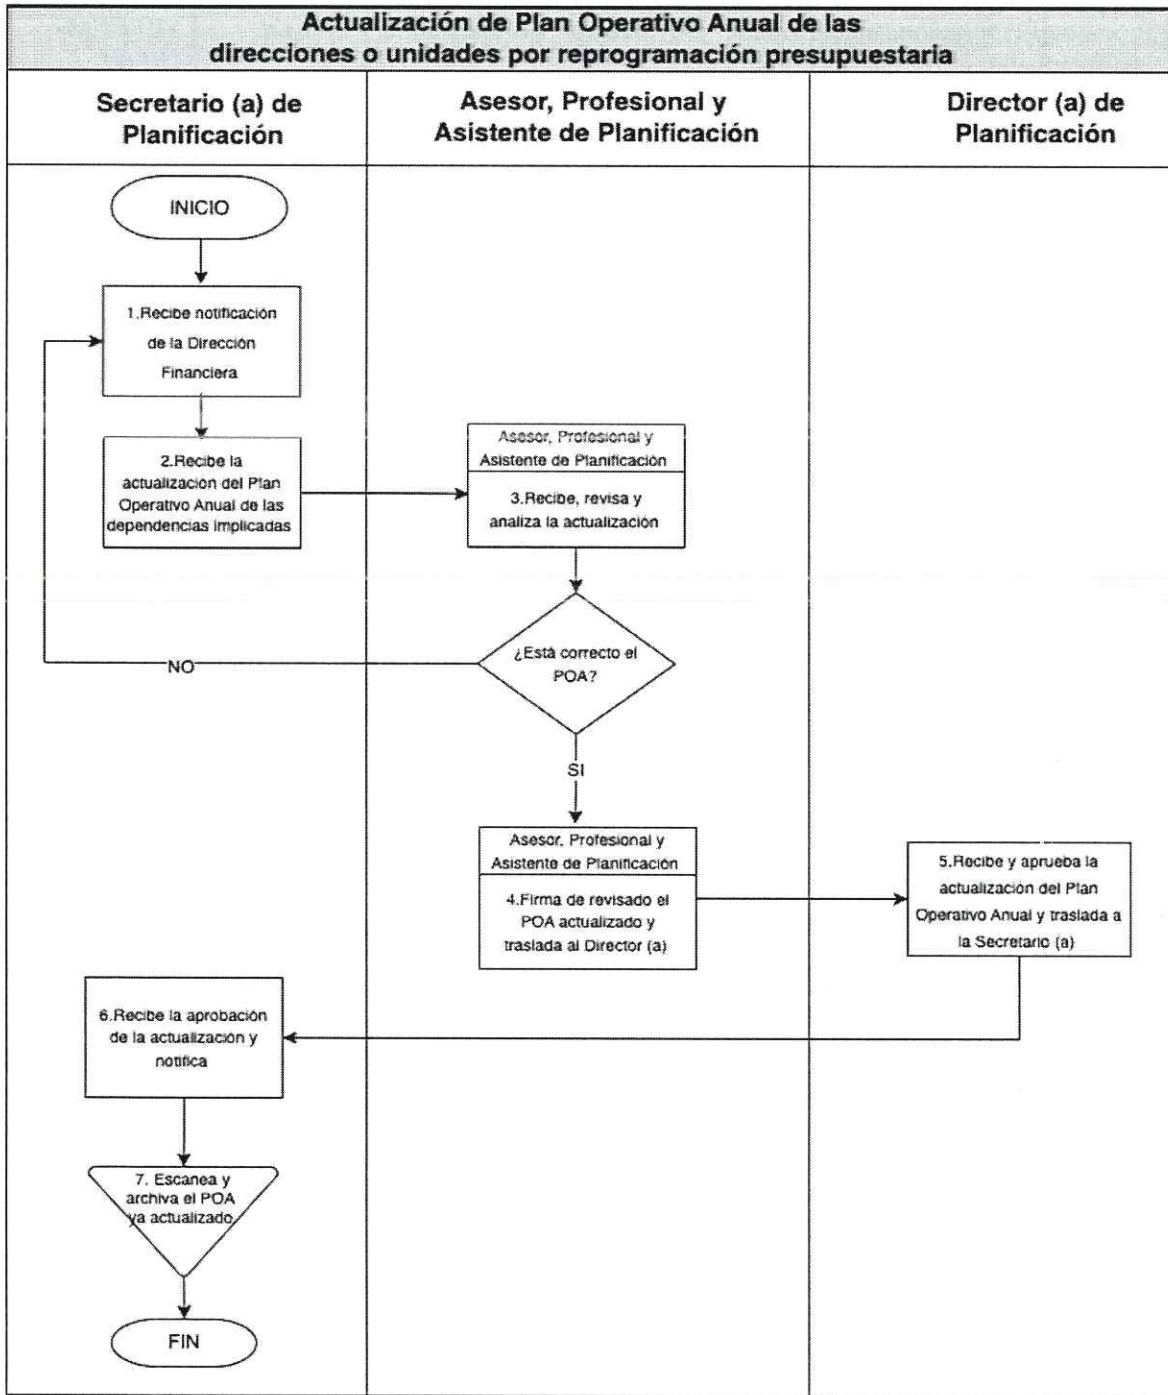 Actualización de Plan Operativo Anual de las
direcciones o unidades por reprogramación presupuestaria
Secretario (a) de
Planificación
Asesor, Profesional y
Asistente de Planificación
Director (a) de
Planificación
INICIO
1.Recibe notificación
de la Dirección
Financiera
2.Recibe la
actualización del Plan
Operativo Anual de las
dependencias implicadas
Asesor, Profesional y
Asistente de Planificación
3.Recibe, revisa y
analiza la actualización
¿Está correcto el
POA?
NO
SI
Asesor, Profesional y
Asistente de Planificación
4.Firma de revisado el
POA actualizado y
traslada al Director (a)
5.Recibe y aprueba la
actualización del Plan
Operativo Anual y traslada a
la Secretario (a)
6.Recibe la aprobación
de la actualización y
notifica
7. Escanea y
archiva el POA
ya actualizado
FIN